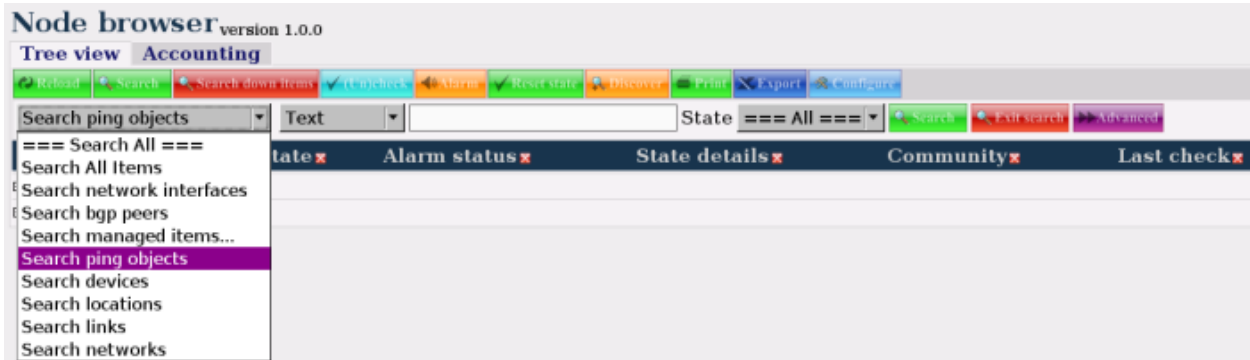 Node browser version 1.0.0
Tree view Accounting
Reload Search Search down items (Un)check Alarm Reset state Discover Print Export Configure
Search ping objects Text State === All === Search Exit search Advanced
=== Search All ===
tate Alarm status State details Community Last check
Search All Items
Search network interfaces
Search bgp peers
Search managed items...
Search ping objects
Search devices
Search locations
Search links
Search networks